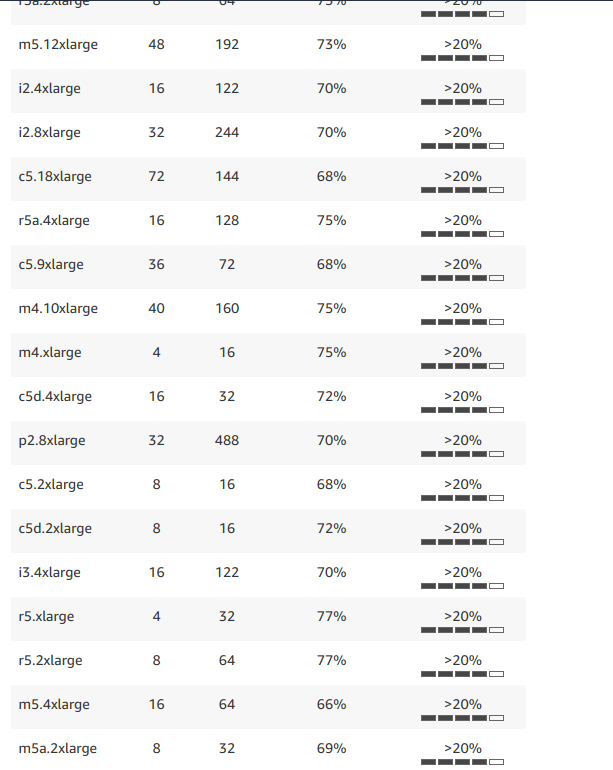 r5a.2xlarge 8 64 75% >20%
m5.12xlarge 48 192 73% >20%
i2.4xlarge 16 122 70% >20%
i2.8xlarge 32 244 70% >20%
c5.18xlarge 72 144 68% >20%
r5a.4xlarge 16 128 75% >20%
c5.9xlarge 36 72 68% >20%
m4.10xlarge 40 160 75% >20%
m4.xlarge 4 16 75% >20%
c5d.4xlarge 16 32 72% >20%
p2.8xlarge 32 488 70% >20%
c5.2xlarge 8 16 68% >20%
c5d.2xlarge 8 16 72% >20%
i3.4xlarge 16 122 70% >20%
r5.xlarge 4 32 77% >20%
r5.2xlarge 8 64 77% >20%
m5.4xlarge 16 64 66% >20%
m5a.2xlarge 8 32 69% >20%